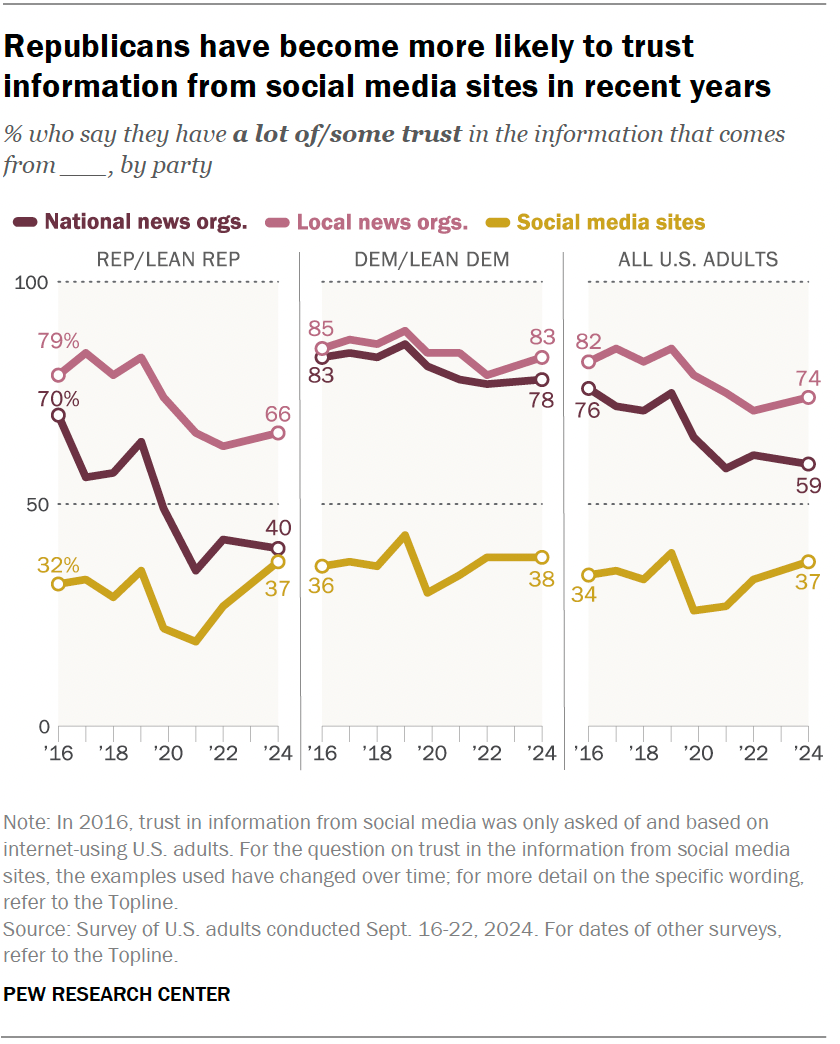 Republicans have become more likely to trust
information from social media sites in recent years
% who say they have a lot of/some trust in the information that comes
from ___, by party
National news orgs. Local news orgs. Social media sites
REP/LEAN REP DEM/LEAN DEM ALL U.S. ADULTS
100
85 83 82
79%
83 78 76 74
70%
66
59
50
40
32% 37 36 38 34 37
0
’16 ’18 ’20 ’22 ’24 ’16 ’18 ’20 ’22 ’24 ’16 ’18 ’20 ’22 ’24
Note: In 2016, trust in information from social media was only asked of and based on
internet-using U.S. adults. For the question on trust in the information from social media
sites, the examples used have changed over time; for more detail on the specific wording,
refer to the Topline.
Source: Survey of U.S. adults conducted Sept. 16-22, 2024. For dates of other surveys,
refer to the Topline.
PEW RESEARCH CENTER